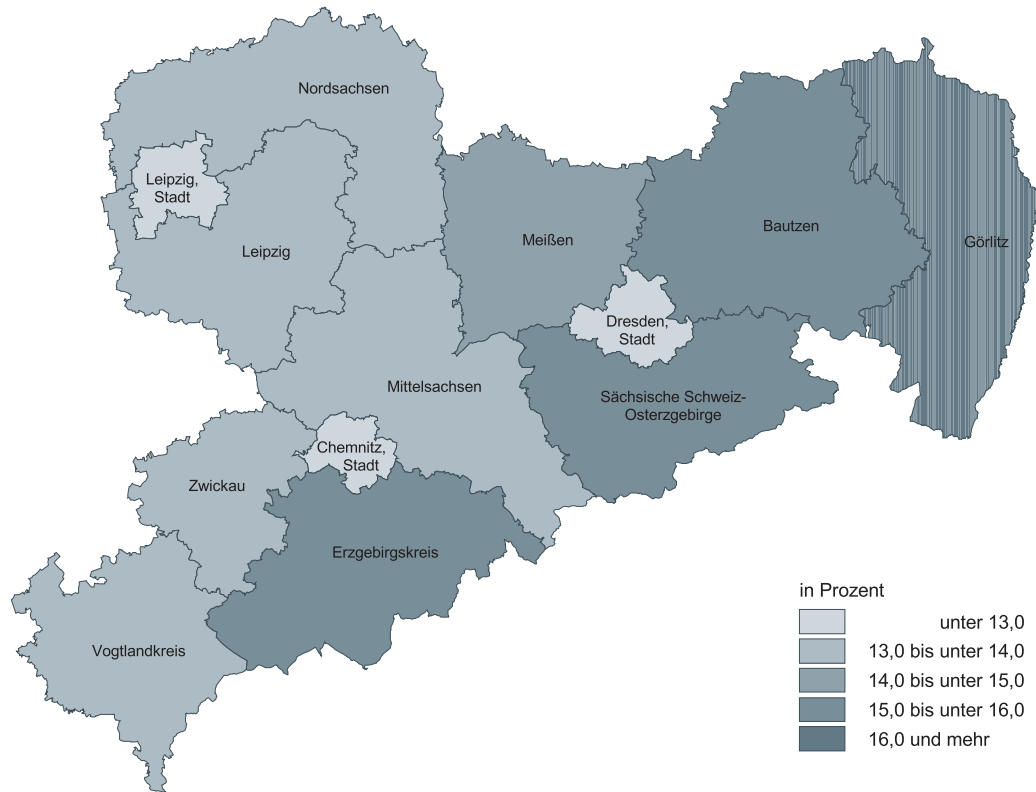 Nordsachsen
Leipzig,
Stadt
Leipzig
Meißen
Bautzen
Görlitz
Dresden,
Stadt
Mittelsachsen
Sächsische Schweiz-
Osterzgebirge
Chemnitz,
Stadt
Zwickau
Erzgebirgskreis
Vogtlandkreis
in Prozent
unter 13,0
13,0 bis unter 14,0
14,0 bis unter 15,0
15,0 bis unter 16,0
16,0 und mehr